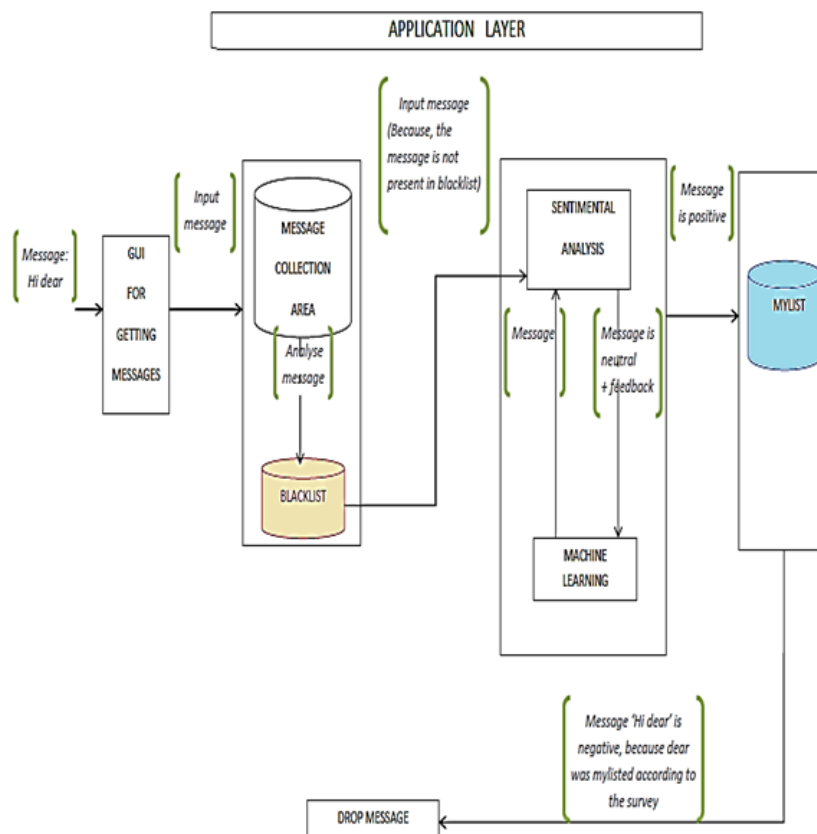 APPLICATION LAYER
Message:
Hi dear
GUI
FOR
GETTING
MESSAGES
Input
message
MESSAGE
COLLECTION
AREA
Analyse
message
BLACKLIST
Input message
(Because, the
message is not
present in blacklist)
SENTIMENTAL
ANALYSIS
Message
Message is
neutral
+ feedback
MACHINE
LEARNING
Message
is positive
MYLIST
Message 'Hi dear' is
negative, because dear
was mylisted according to
the survey
DROP MESSAGE